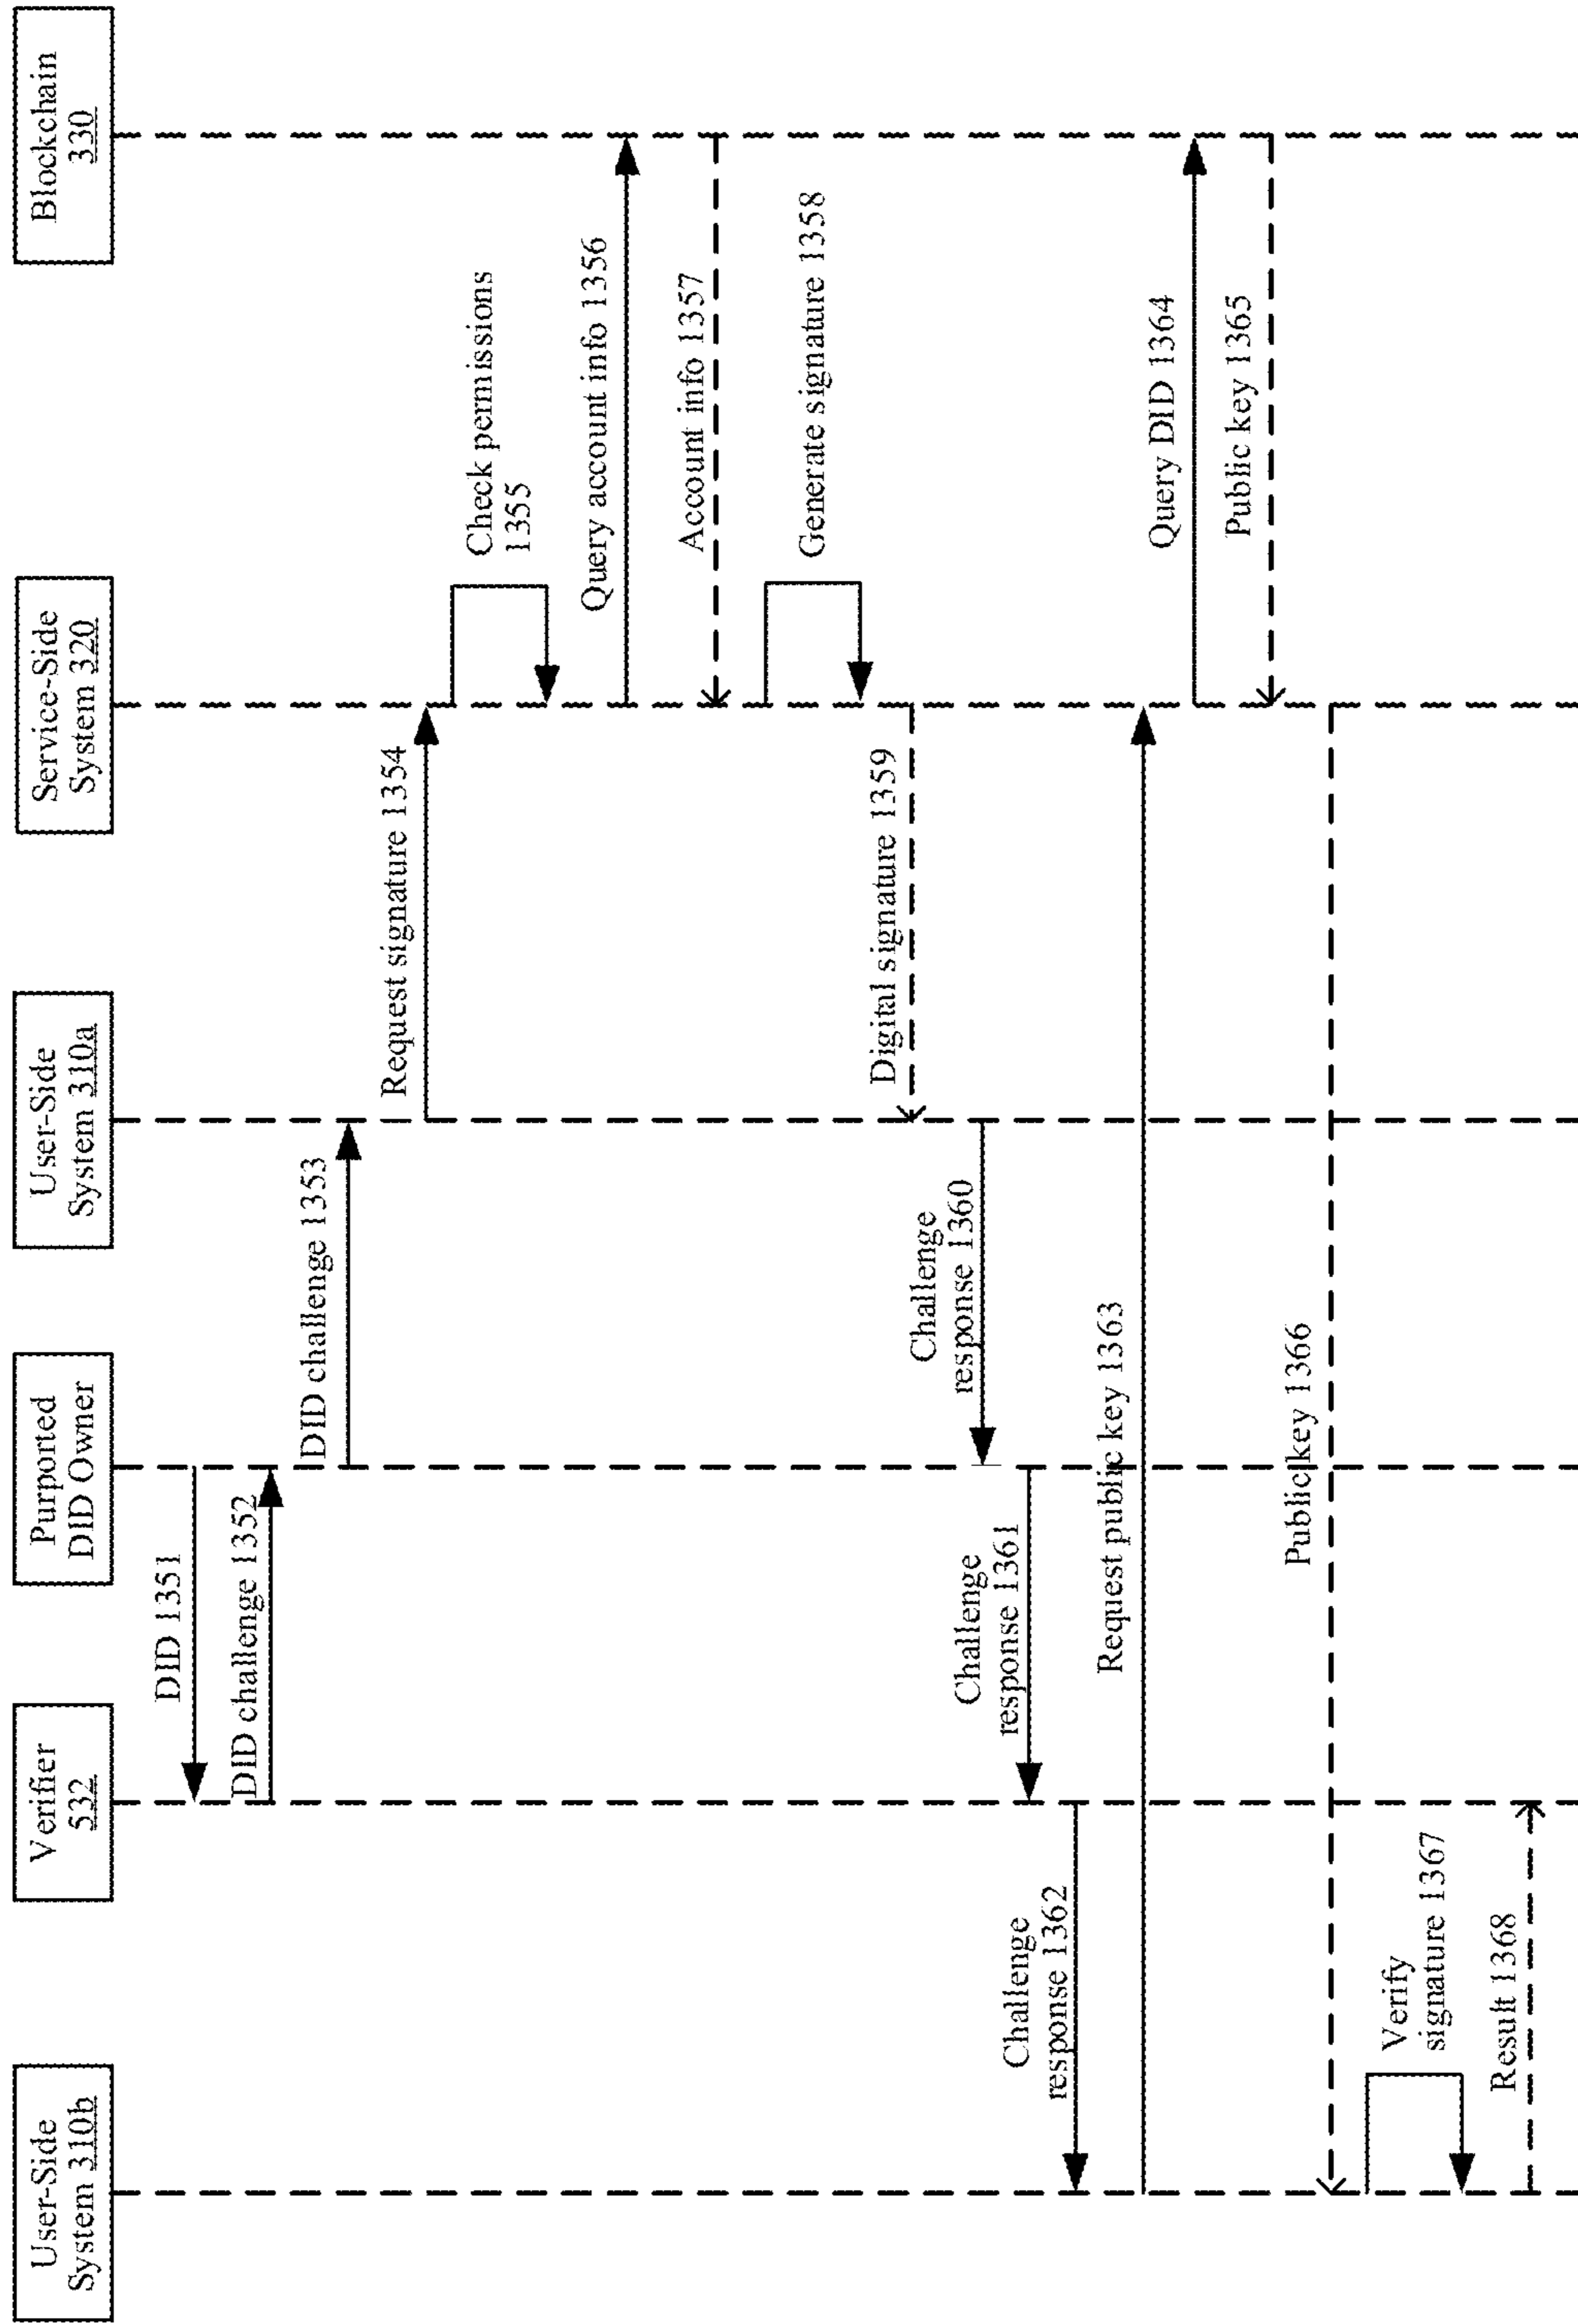 User-Side
System 310b
Verifier
532
Purported
DID Owner
User-Side
System 310a
Service-Side
System 320
Blockchain
330
DID 1351
DID challenge 1352
DID challenge 1353
Request signature 1354
Check permissions
1355
Query account info 1356
Account info 1357
Generate signature 1358
Digital signature 1359
Challenge
response 1360
Challenge
response 1361
Challenge
response 1362
Request public key 1363
Query DID 1364
Public key 1365
Public key 1366
Verify
signature 1367
Result 1368